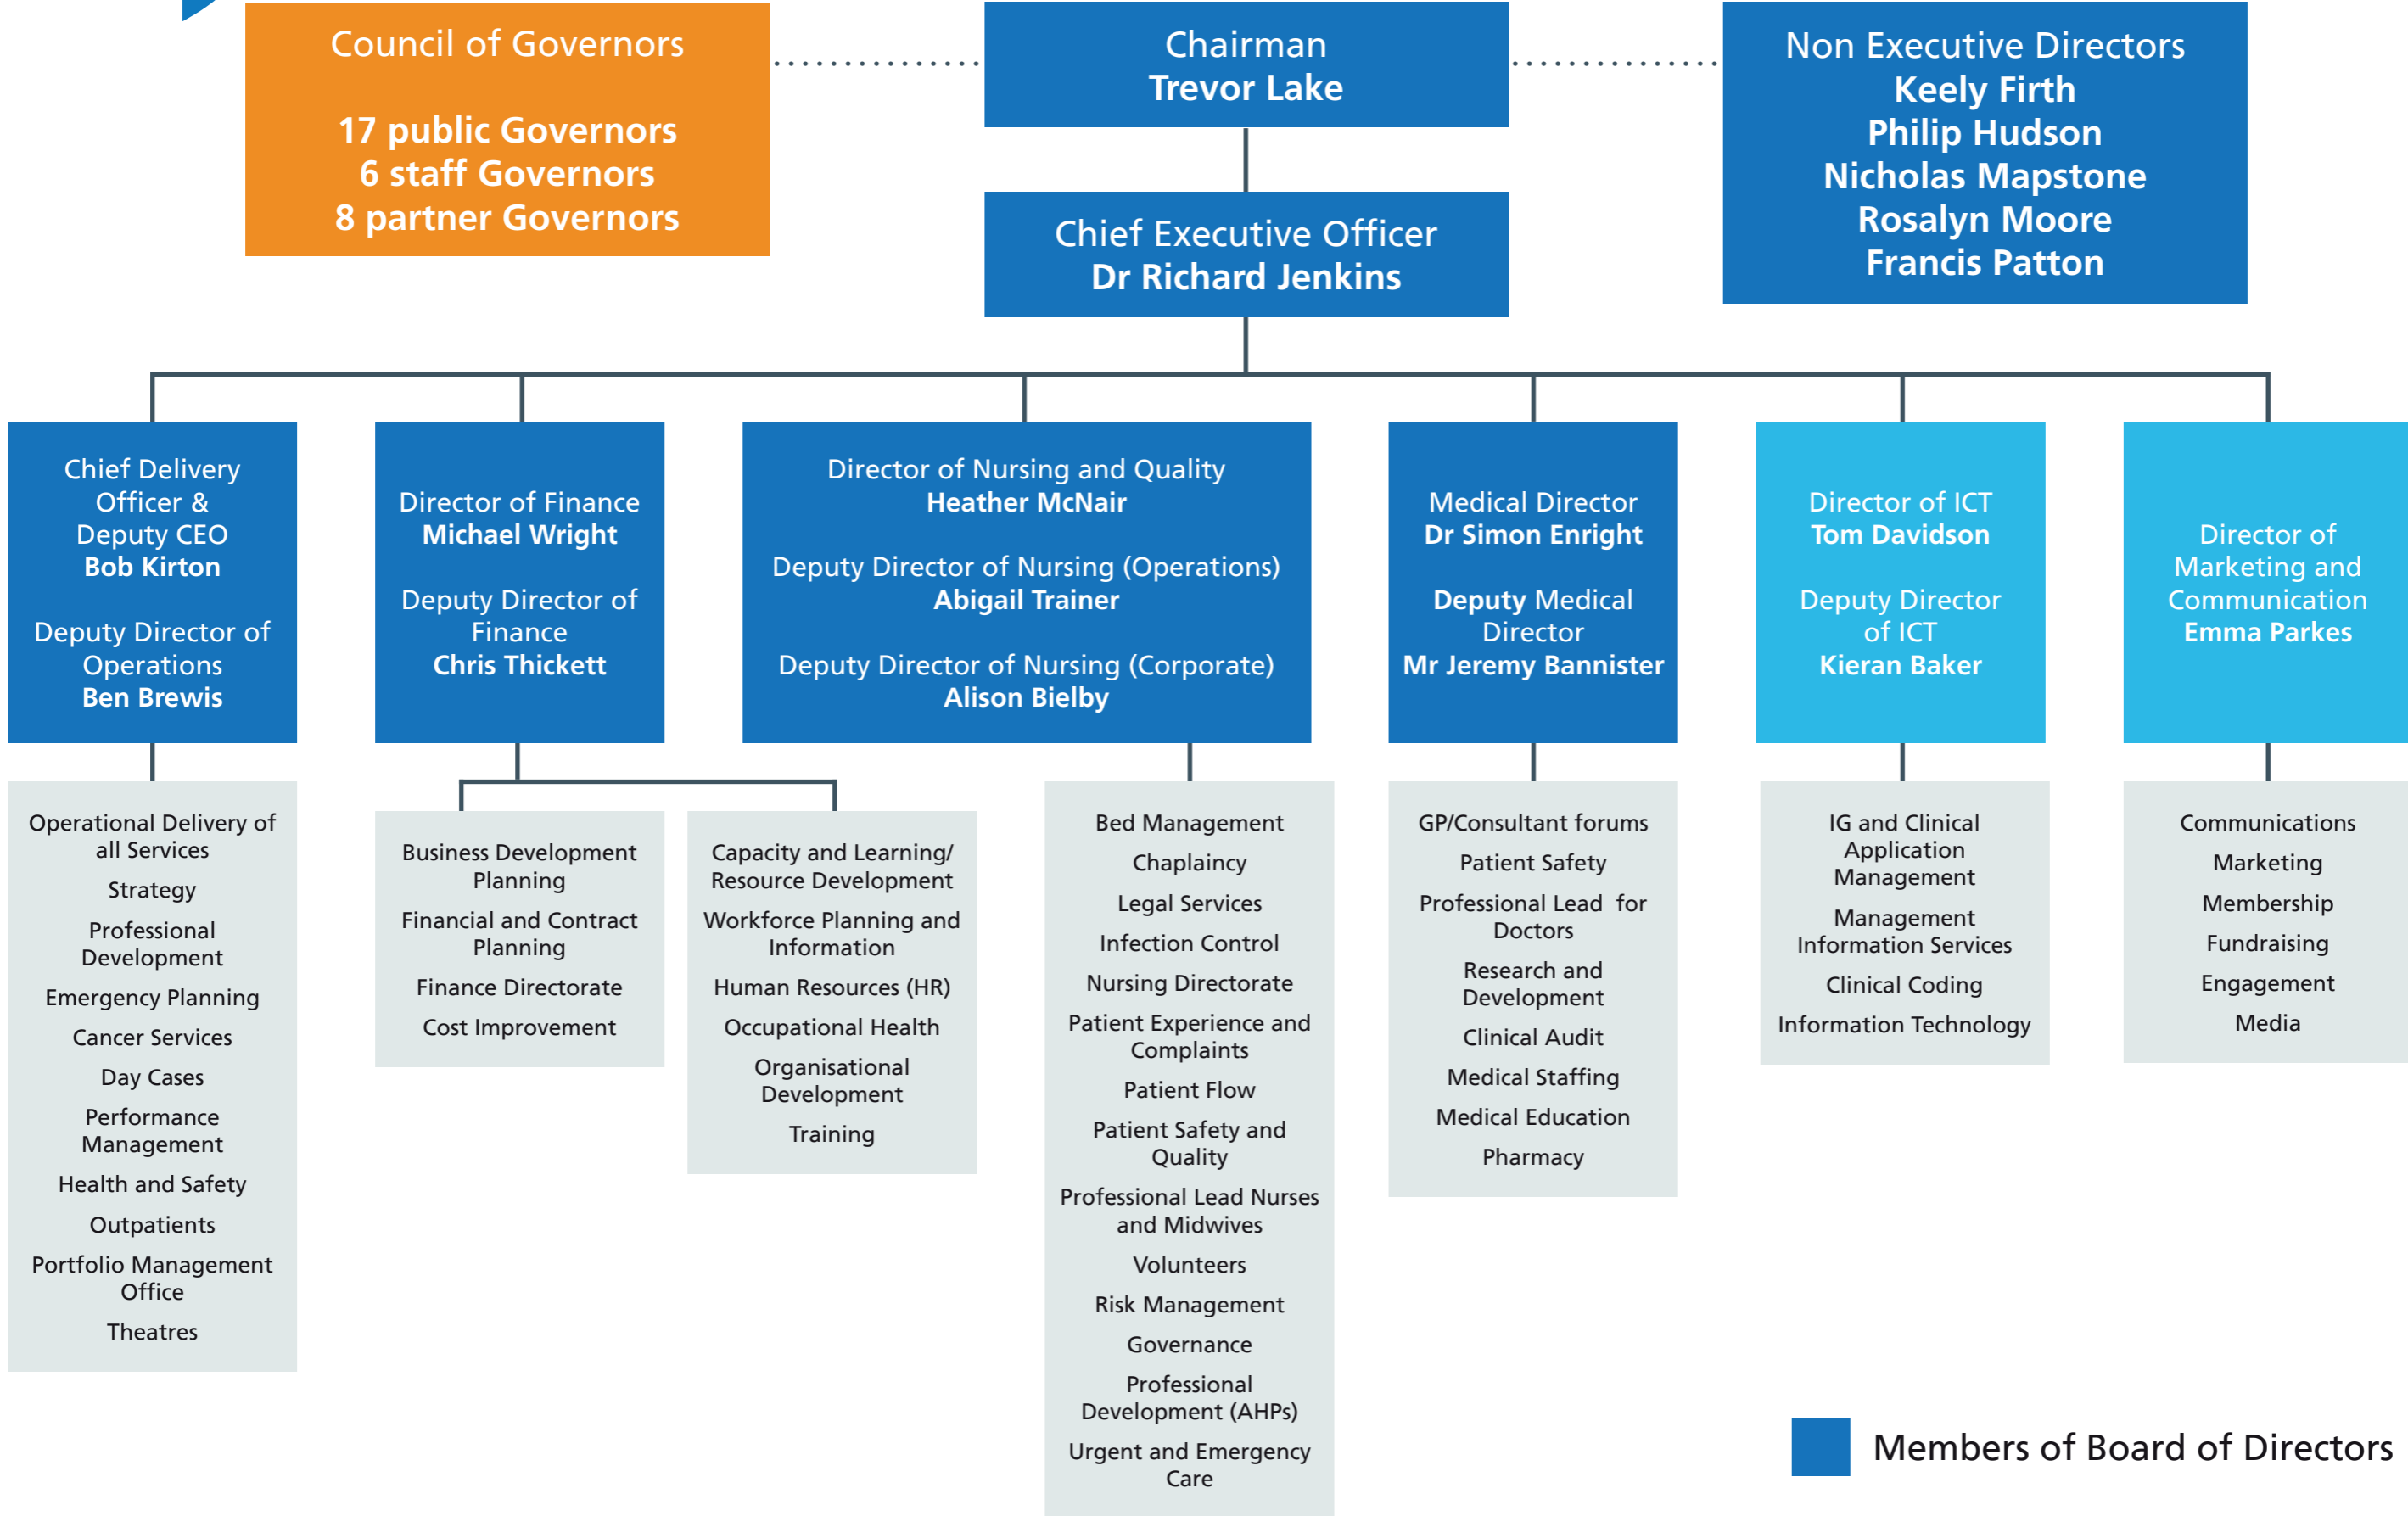 Council of Governors
17 public Governors
6 staff Governors
8 partner Governors
Chairman
Trevor Lake
Non Executive Directors
Keely Firth
Philip Hudson
Nicholas Mapstone
Rosalyn Moore
Francis Patton
Chief Executive Officer
Dr Richard Jenkins
Chief Delivery
Officer &
Deputy CEO
Bob Kirton
Deputy Director of
Operations
Ben Brewis
Director of Finance
Michael Wright
Deputy Director of
Finance
Chris Thickett
Director of Nursing and Quality
Heather McNair
Deputy Director of Nursing (Operations)
Abigail Trainer
Deputy Director of Nursing (Corporate)
Alison Bielby
Medical Director
Dr Simon Enright
Deputy Medical
Director
Mr Jeremy Bannister
Director of ICT
Tom Davidson
Deputy Director
of ICT
Kieran Baker
Director of
Marketing and
Communication
Emma Parkes
Operational Delivery of
all Services
Strategy
Professional
Development
Emergency Planning
Cancer Services
Day Cases
Performance
Management
Health and Safety
Outpatients
Portfolio Management
Office
Theatres
Business Development
Planning
Financial and Contract
Planning
Finance Directorate
Cost Improvement
Capacity and Learning/
Resource Development
Workforce Planning and
Information
Human Resources (HR)
Occupational Health
Organisational
Development
Training
Bed Management
Chaplaincy
Legal Services
Infection Control
Nursing Directorate
Patient Experience and
Complaints
Patient Flow
Patient Safety and
Quality
Professional Lead Nurses
and Midwives
Volunteers
Risk Management
Governance
Professional
Development (AHPs)
Urgent and Emergency
Care
GP/Consultant forums
Patient Safety
Professional Lead for
Doctors
Research and
Development
Clinical Audit
Medical Staffing
Medical Education
Pharmacy
IG and Clinical
Application
Management
Management
Information Services
Clinical Coding
Information Technology
Communications
Marketing
Membership
Fundraising
Engagement
Media
Members of Board of Directors